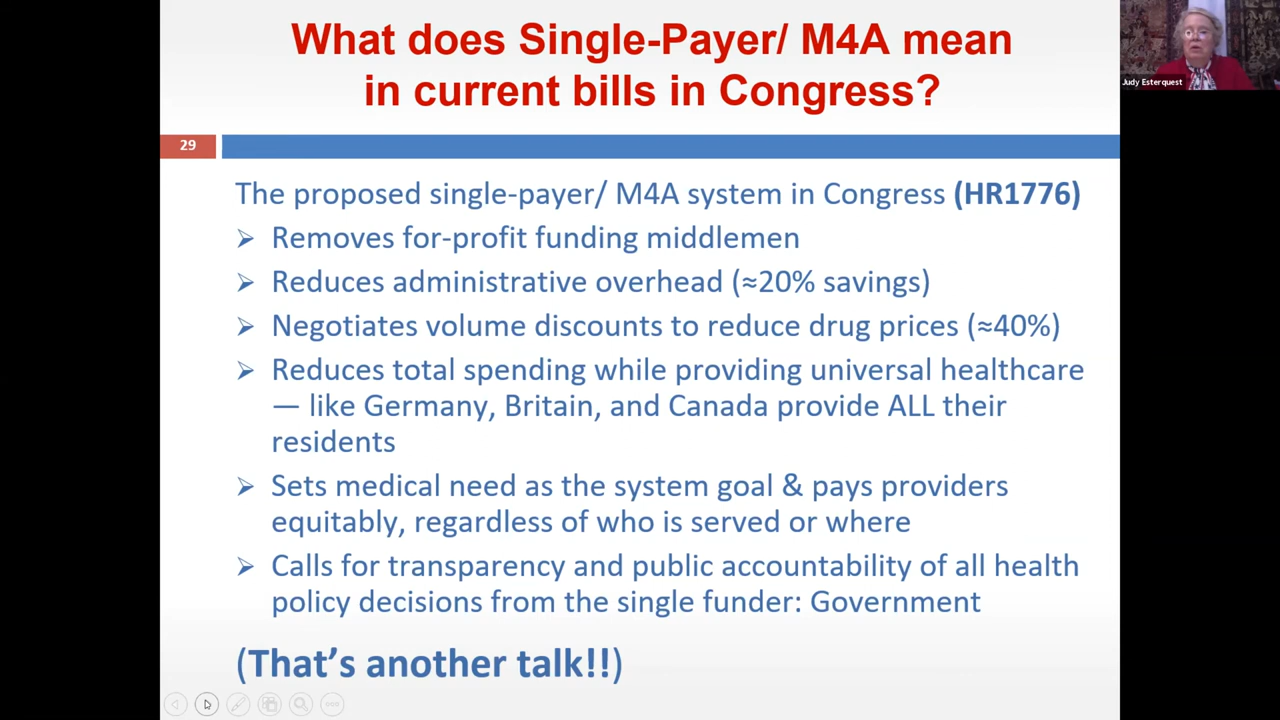 What does Single-Payer/ M4A mean
in current bills in Congress?
Judy Esterquest
29
The proposed single-payer/ M4A system in Congress (HR1776)
➢ Removes for-profit funding middlemen
➢ Reduces administrative overhead (≈20% savings)
➢ Negotiates volume discounts to reduce drug prices (≈40%)
➢ Reduces total spending while providing universal healthcare
— like Germany, Britain, and Canada provide ALL their
residents
➢ Sets medical need as the system goal & pays providers
equitably, regardless of who is served or where
➢ Calls for transparency and public accountability of all health
policy decisions from the single funder: Government
(That’s another talk!!)